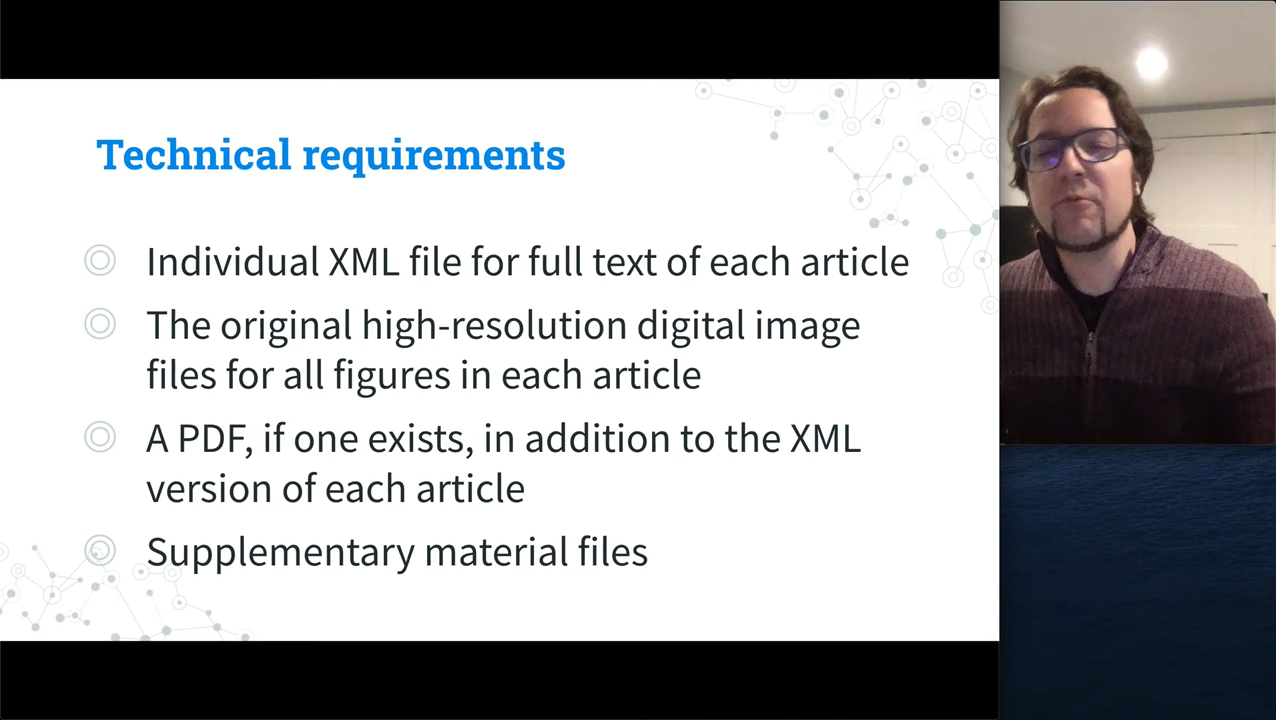 Technical requirements
Individual XML file for full text of each article
The original high-resolution digital image
files for all figures in each article
A PDF, if one exists, in addition to the XML
version of each article
Supplementary material files